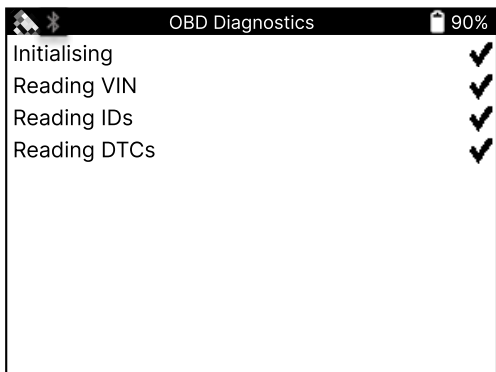 OBD Diagnostics 90%
Initialising
Reading VIN
Reading IDs
Reading DTCs